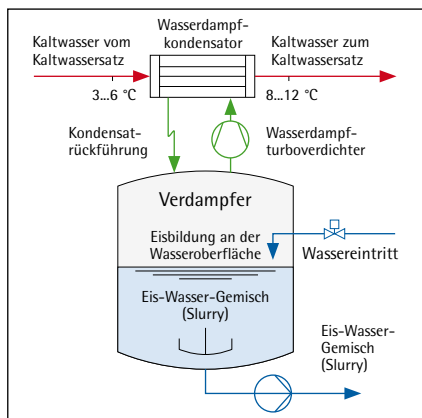 Kaltwasser vom
Kaltwassersatz
Wasserdampf-
kondensator
Kaltwasser zum
Kaltwassersatz
3...6 °C
8...12 °C
Kondensat-
rückführung
Wasserdampf-
turboverdichter
Verdampfer
Eisbildung an der
Wasseroberfläche
Wassereintritt
Eis-Wasser-Gemisch
(Slurry)
Eis-Wasser-
Gemisch
(Slurry)